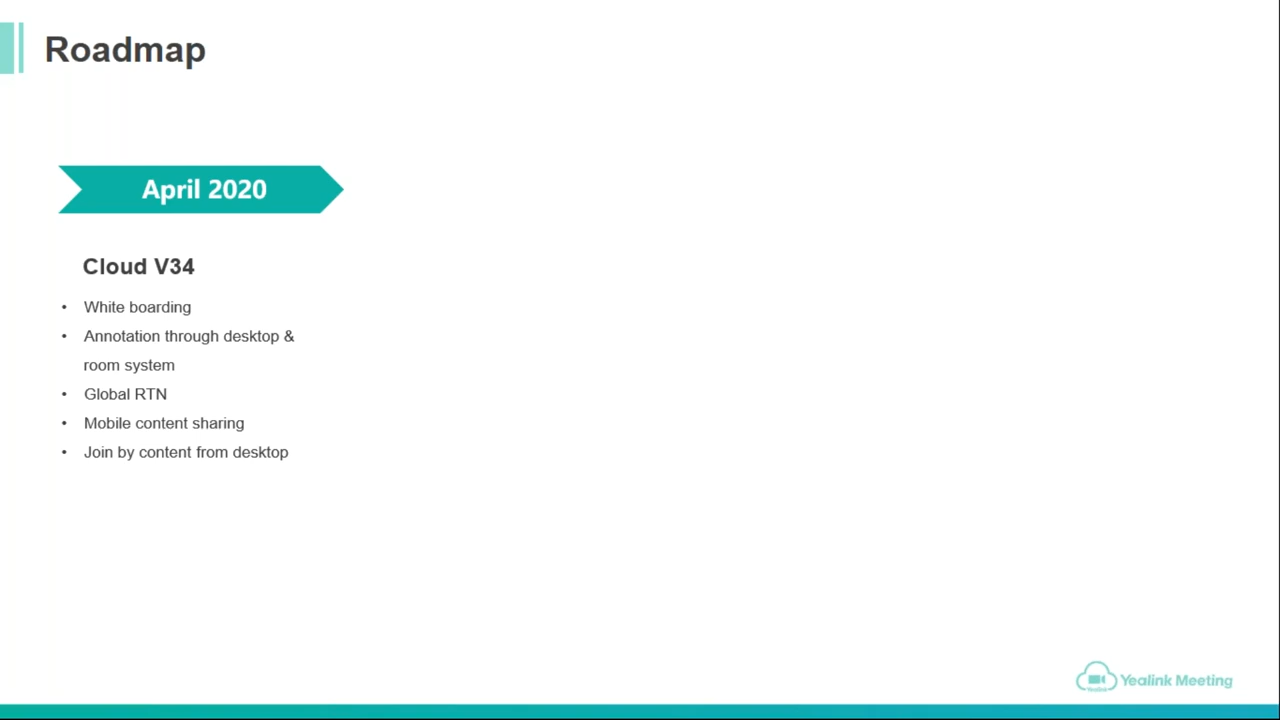 Roadmap
April 2020
Cloud V34
• White boarding
• Annotation through desktop &
room system
• Global RTN
• Mobile content sharing
• Join by content from desktop
Yealink Meeting
Yealink